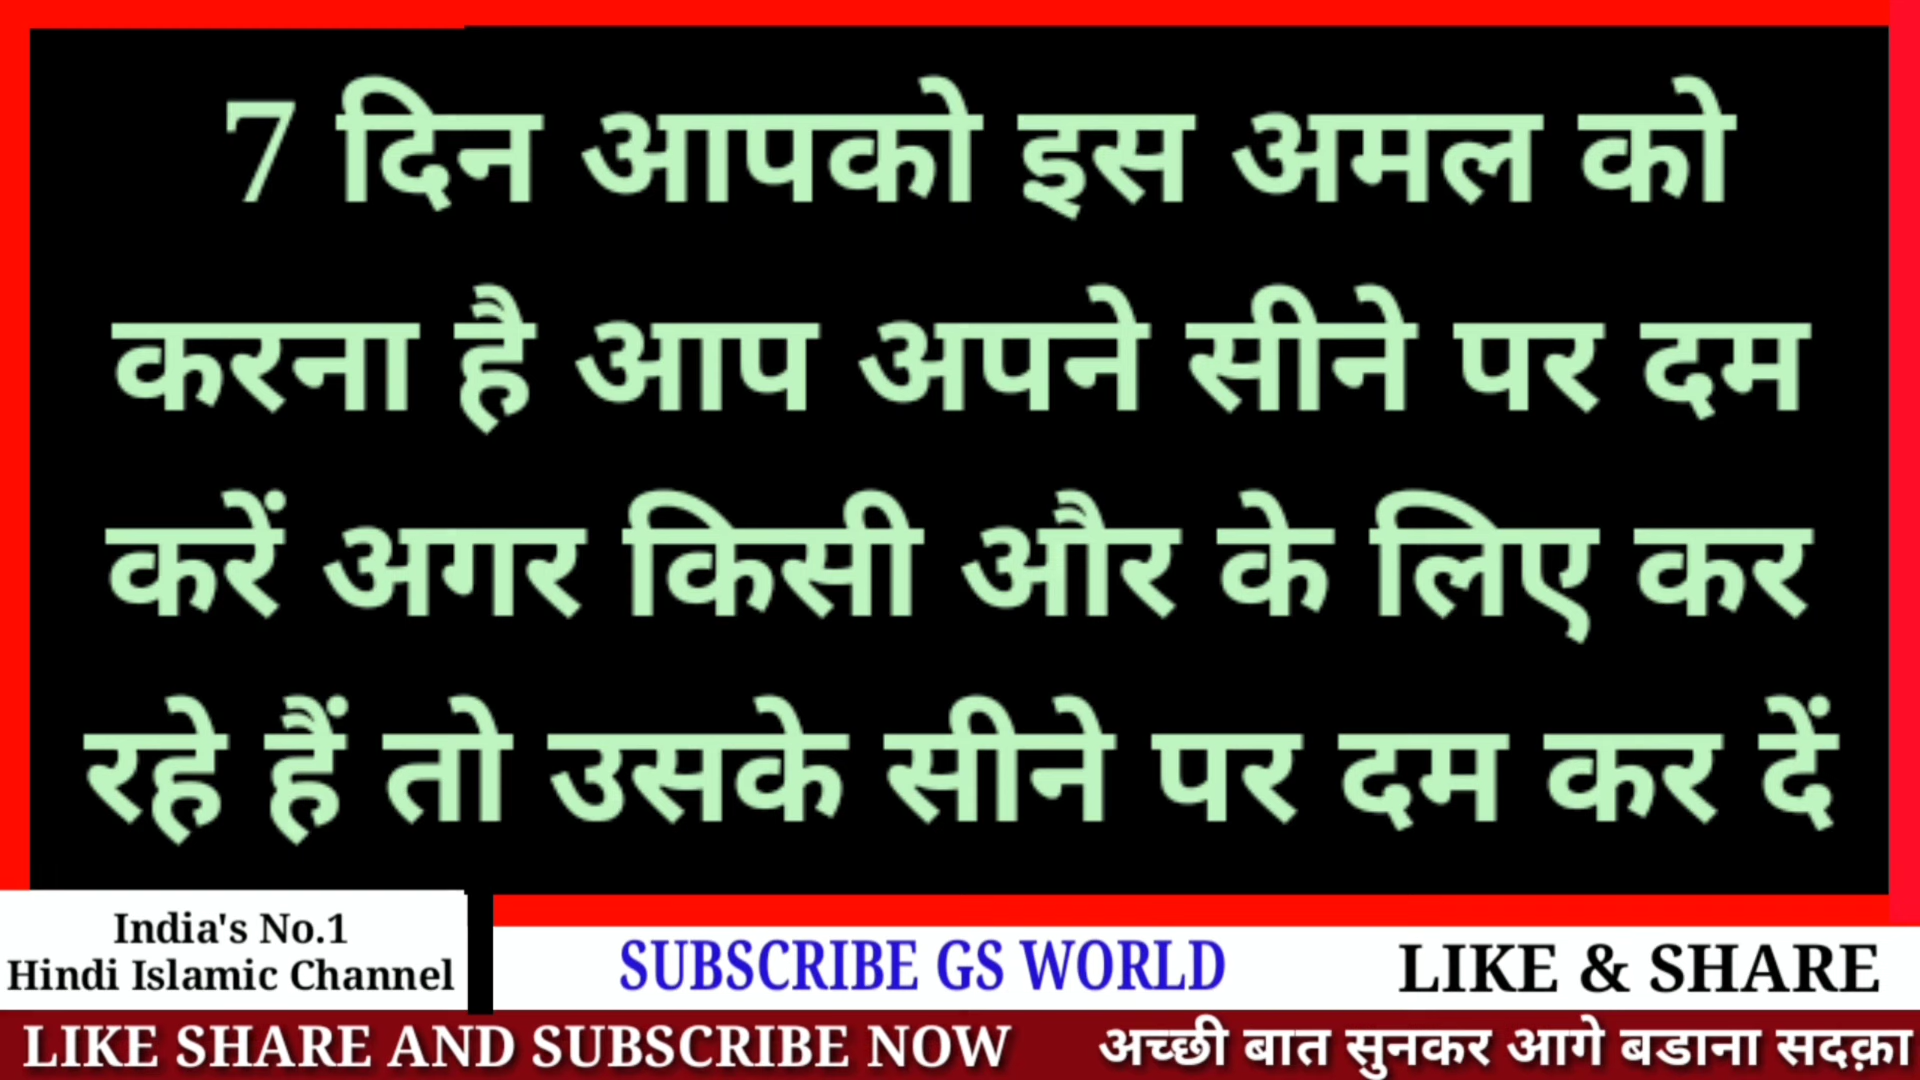 7 दिन आपको इस अमल को
करना है आप अपने सीने पर दम
करें अगर किसी और के लिए कर
रहे हैं तो उसके सीने पर दम कर दें
India's No.1
Hindi Islamic Channel
SUBSCRIBE GS WORLD
LIKE & SHARE
LIKE SHARE AND SUBSCRIBE NOW
अच्छी बात सुनकर आगे बडाना सदक़ा